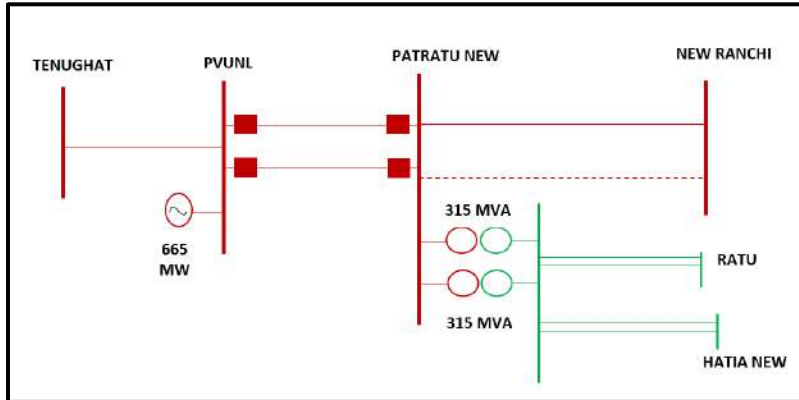 TENUGHAT
PVUNL
PATRATU NEW
NEW RANCHI
665
MW
315 MVA
315 MVA
RATU
HATIA NEW